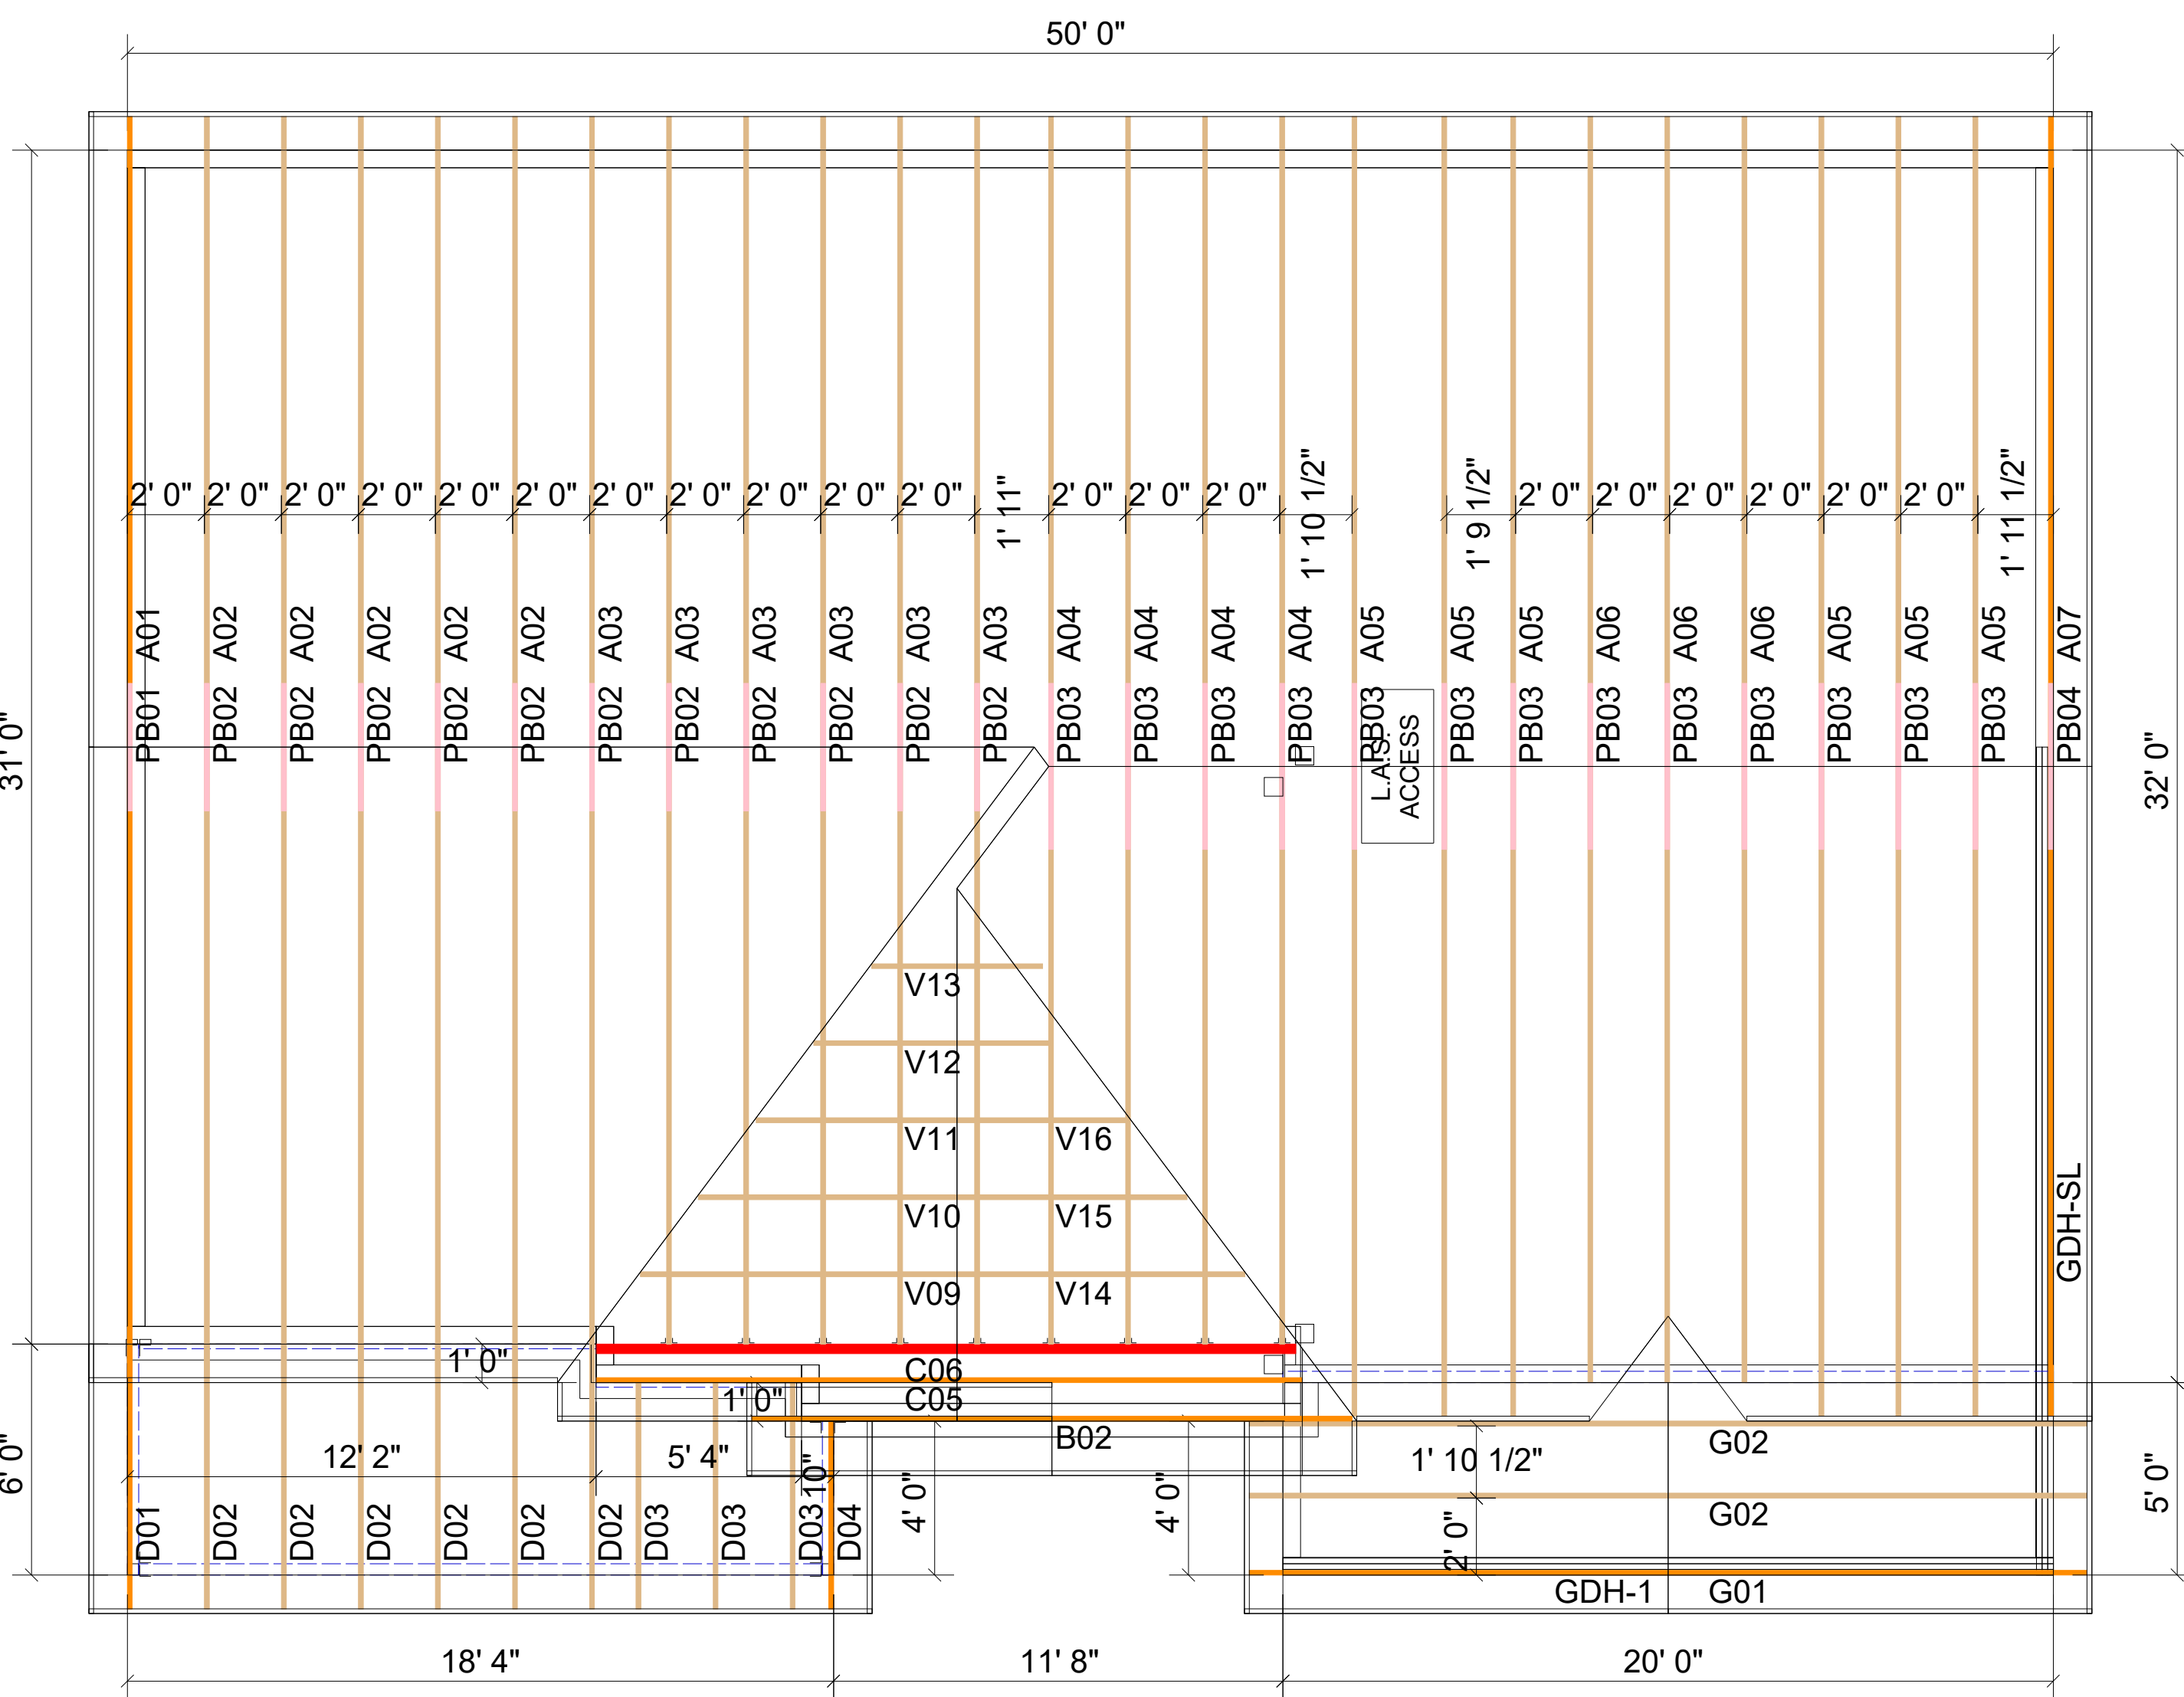 50' 0"
2' 0" 2' 0" 2' 0" 2' 0" 2' 0" 2' 0" 2' 0" 2' 0" 2' 0" 2' 0" 2' 0" 1' 11" 2' 0" 2' 0" 2' 0" 1' 10 1/2" 1' 9 1/2" 2' 0" 2' 0" 2' 0" 2' 0" 2' 0" 2' 0" 1' 11 1/2"
A01 A02 A02 A02 A02 A02 A03 A03 A03 A03 A03 A03 A04 A04 A04 A04 A05 A05 A05 A06 A06 A06 A05 A05 A05 A07
PB01 PB02 PB02 PB02 PB02 PB02 PB02 PB02 PB02 PB02 PB02 PB02 PB03 PB03 PB03 PB03 PB03 PB03 PB03 PB03 PB03 PB03 PB03 PB03 PB03 PB04
31' 0"
L.A.S.
ACCESS
32' 0"
V13
V12
V11 V16
V10 V15
V09 V14
GDH-SL
1' 0"
C06
1' 0"
C05
B02
G02
12' 2" 5' 4" 10"
1' 10 1/2"
6' 0"
4' 0" 4' 0"
5' 0"
G02
2' 0"
D01 D02 D02 D02 D02 D02 D02 D03 D03 D03 D04
GDH-1 G01
18' 4" 11' 8" 20' 0"